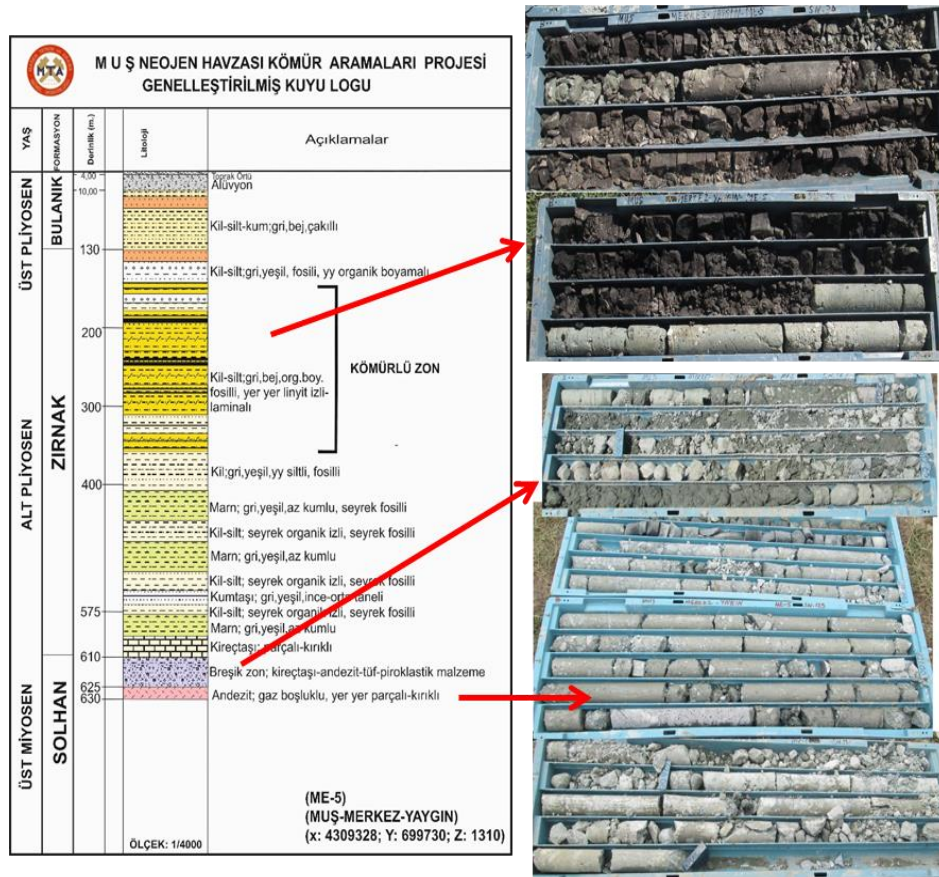 MTA
M U Ş NEOJEN HAVZASI KÖMÜR ARAMALARI PROJESİ
GENELLEŞTİRİLMİŞ KUYU LOGU
YAŞ
FORMASYON
Derinlik (m.)
Litoloji
Açıklamalar
ÜST PLİYOSEN
ALT PLİYOSEN
ÜST MİYOSEN
BULANIK
ZIRNAK
SOLHAN
4,00
10,00
130
200
300
400
575
610
625
630
Toprak Örtü
Alüvyon
Kil-silt-kum;gri,bej,çakıllı
Kil-silt;gri,yeşil, fosili, yy organik boyamalı
KÖMÜRLÜ ZON
Kil-silt;gri,bej,org.boy.
fosilli, yer yer linyit izli-
laminalı
Kil;gri,yeşil,yy siltli, fosilli
Marn; gri,yeşil,az kumlu, seyrek fosilli
Kil-silt; seyrek organik izli, seyrek fosilli
Marn; gri,yeşil,az kumlu
Kil-silt; seyrek organik izli, seyrek fosilli
Kumtaşı; gri,yeşil,ince-orta taneli
Kil-silt; seyrek organik izli, seyrek fosilli
Marn; gri,yeşil,az kumlu
Kireçtaşı; parçalı-kırıklı
Breşik zon; kireçtaşı-andezit-tüf-piroklastik malzeme
Andezit; gaz boşluklu, yer yer parçalı-kırıklı
(ME-5)
(MUŞ-MERKEZ-YAYGIN)
(x: 4309328; Y: 699730; Z: 1310)
ÖLÇEK: 1/4000
MUŞ